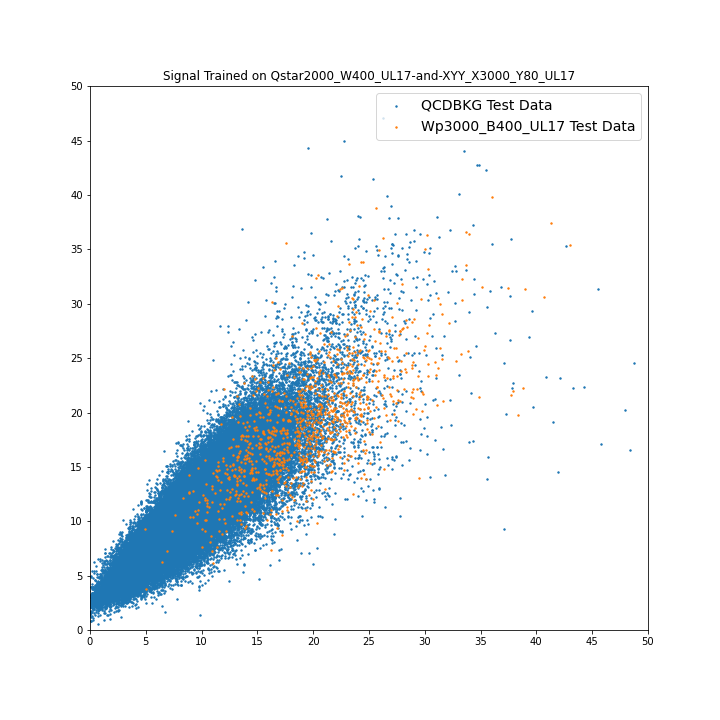 Signal Trained on Qstar2000_W400_UL17-and-XYY_X3000_Y80_UL17
QCDBKG Test Data
Wp3000_B400_UL17 Test Data
50
45
40
35
30
25
20
15
10
5
0
0 5 10 15 20 25 30 35 40 45 50